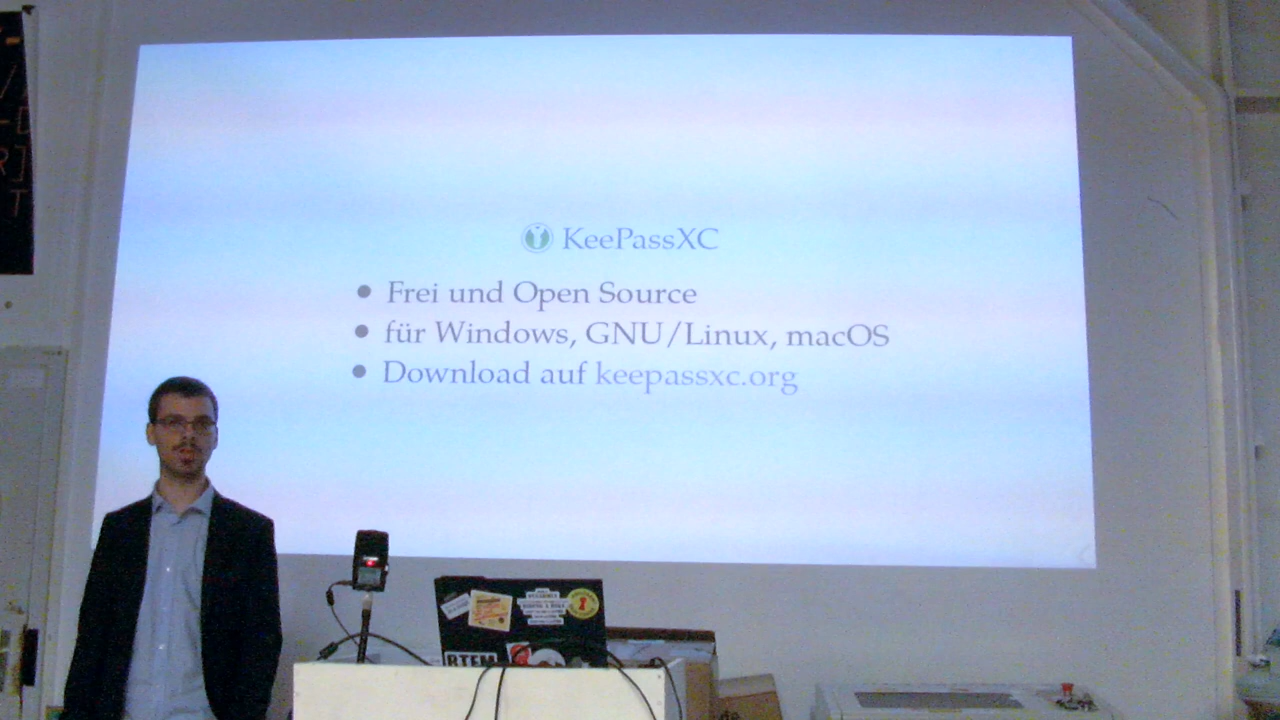 KeePassXC
Frei und Open Source
für Windows, GNU/Linux, macOS
Download auf keepassxc.org